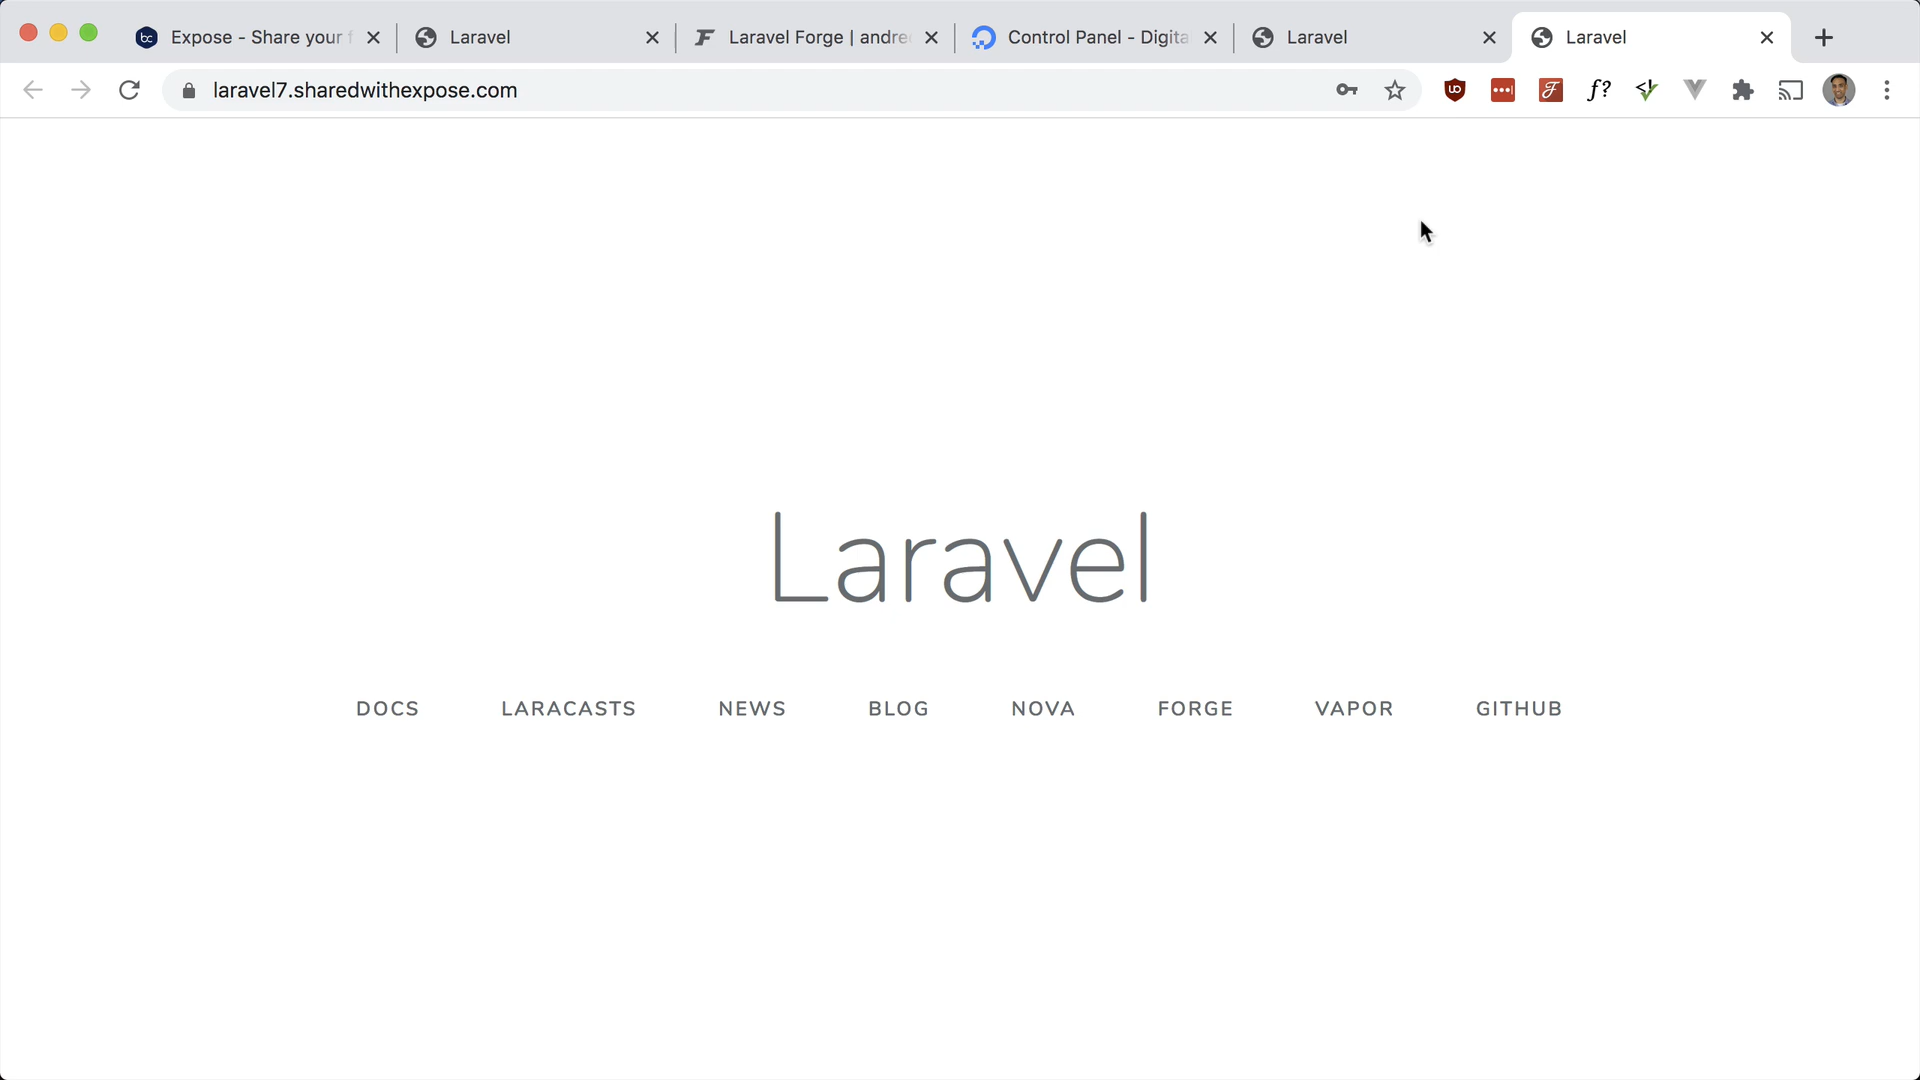 Expose - Share your f
Laravel
Laravel Forge | andre
Control Panel - Digita
Laravel
Laravel
laravel7.sharedwithexpose.com
Laravel
DOCS LARACASTS NEWS BLOG NOVA FORGE VAPOR GITHUB